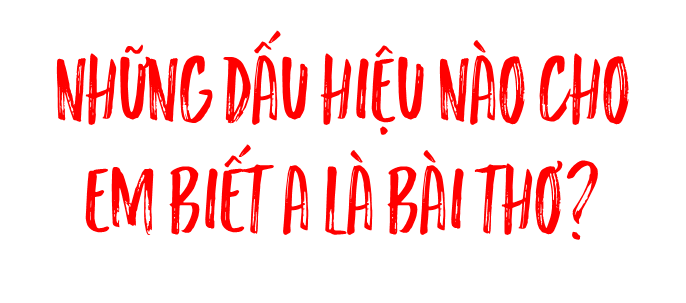 NHỮNG DẤU HIỆU NÀO CHO
EM BIẾT A LÀ BÀI THƠ?